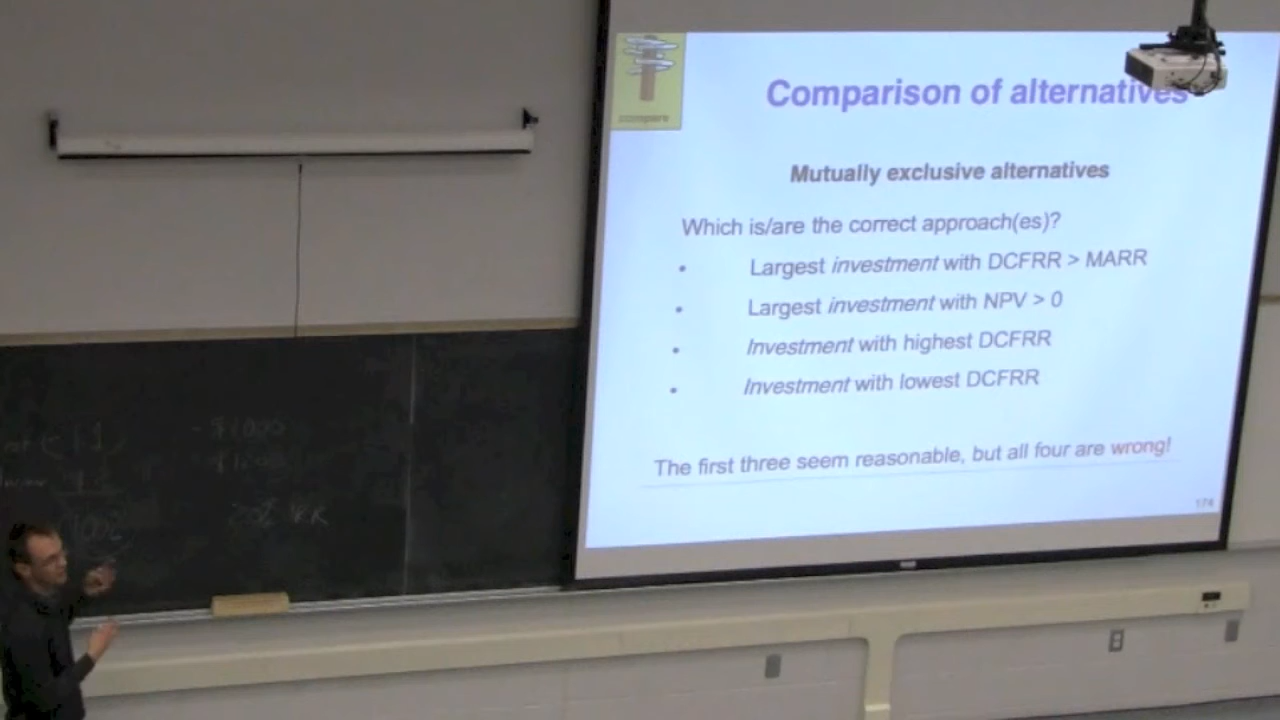 compare
Comparison of alternatives
Mutually exclusive alternatives
Which is/are the correct approach(es)?
• Largest investment with DCFRR > MARR
• Largest investment with NPV > 0
• Investment with highest DCFRR
• Investment with lowest DCFRR
The first three seem reasonable, but all four are wrong!
174